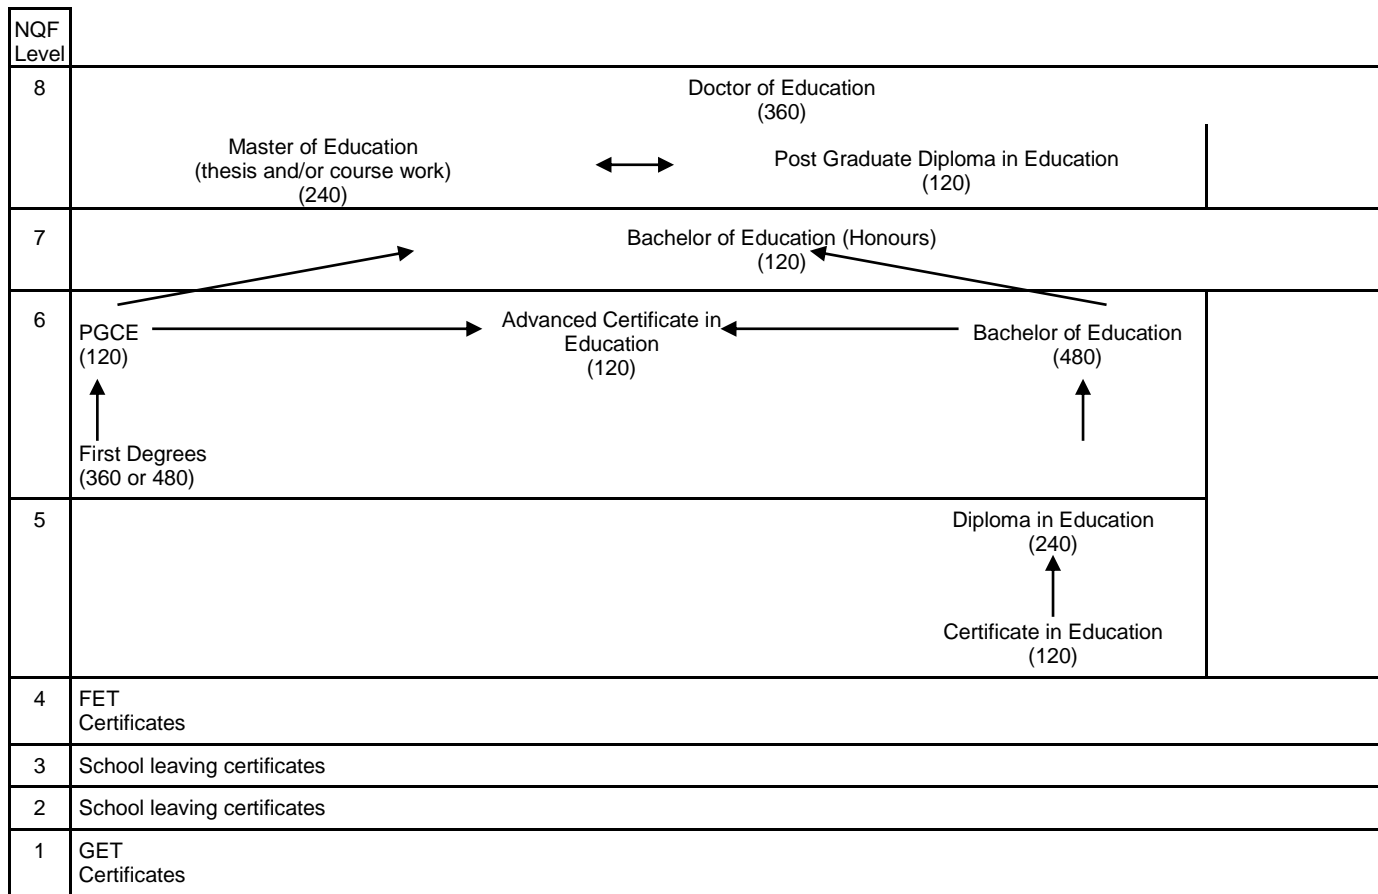 NQF
Level
8
Doctor of Education
(360)
Master of Education
(thesis and/or course work)
(240)
Post Graduate Diploma in Education
(120)
7
Bachelor of Education (Honours)
(120)
6
PGCE
(120)
Advanced Certificate in
Education
(120)
Bachelor of Education
(480)
First Degrees
(360 or 480)
5
Diploma in Education
(240)
Certificate in Education
(120)
4
FET
Certificates
3
School leaving certificates
2
School leaving certificates
1
GET
Certificates